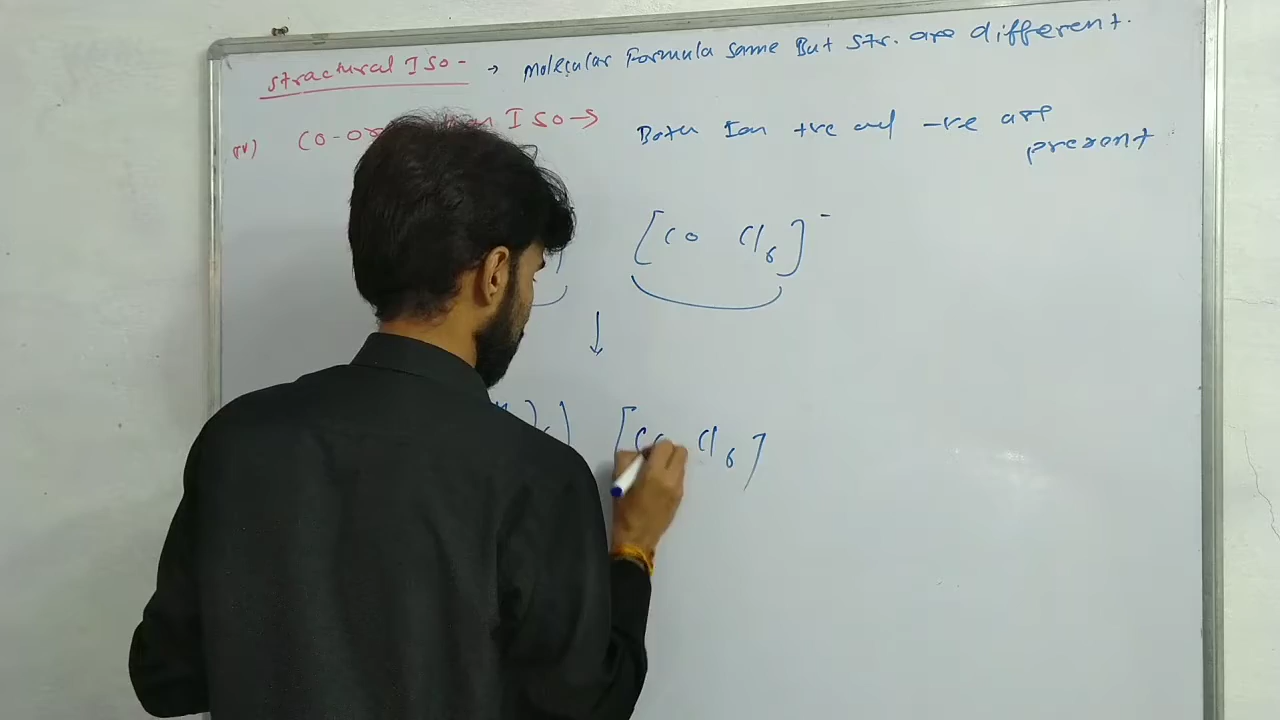 Structural ISO- → Molecular Formula same But str. are different.
IV) CO-or ISO→ Both Ion +ve and -ve are
present
] [CO Cl6]-
↓
)6] [CO Cl6]